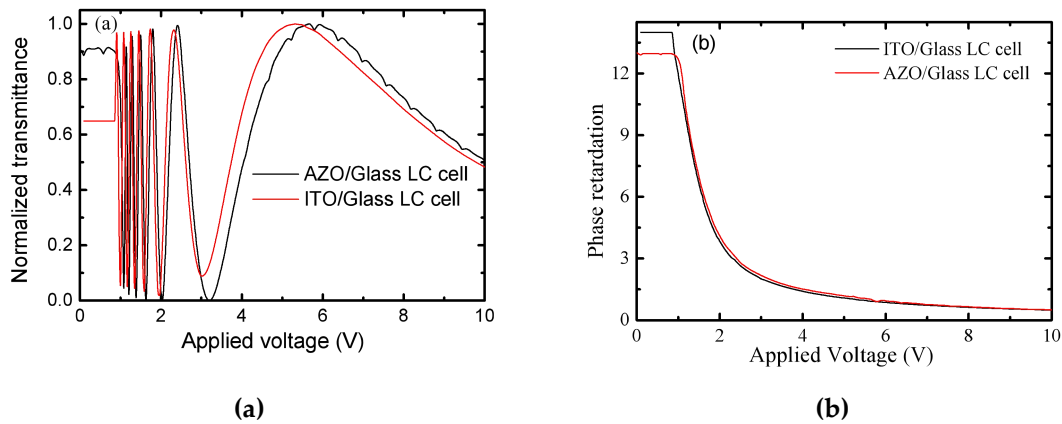 (a)
Normalized transmittance
1.0
0.8
0.6
0.4
0.2
0.0
AZO/Glass LC cell
ITO/Glass LC cell
0 2 4 6 8 10
Applied voltage (V)
(a)
(b)
Phase retardation
12
9
6
3
0
ITO/Glass LC cell
AZO/Glass LC cell
0 2 4 6 8 10
Applied Voltage (V)
(b)